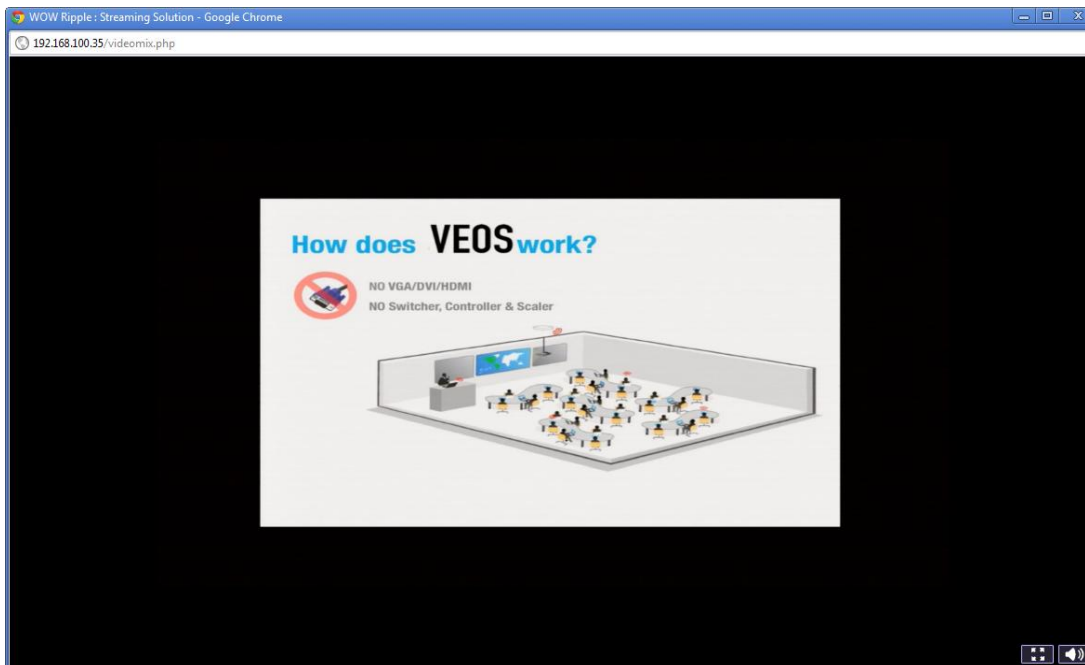 WOW Ripple : Streaming Solution - Google Chrome
192.168.100.35/videomix.php
How does VEOS work?
NO VGA/DVI/HDMI
NO Switcher, Controller & Scaler